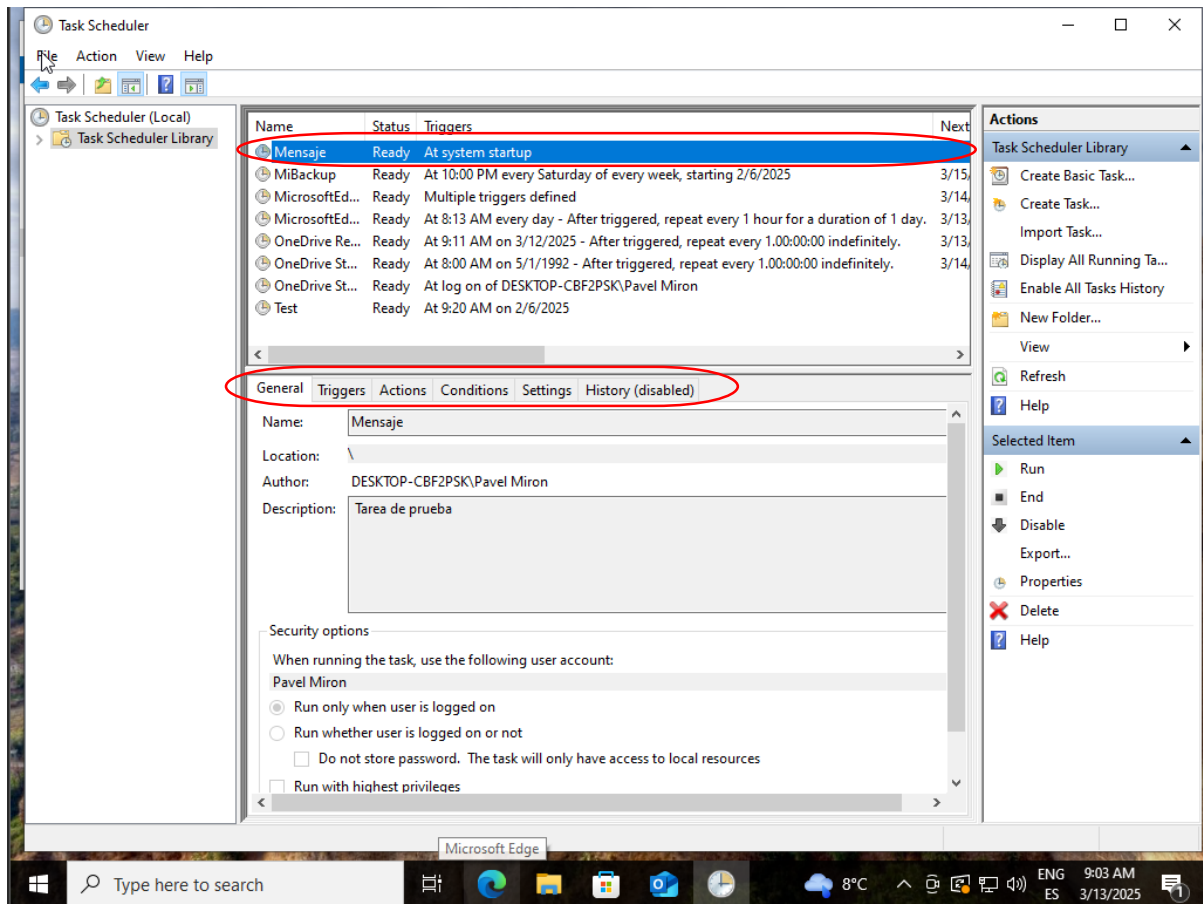 Task Scheduler
File Action View Help
Task Scheduler (Local)
Task Scheduler Library
Name Status Triggers Next
Mensaje Ready At system startup
MiBackup Ready At 10:00 PM every Saturday of every week, starting 2/6/2025 3/15/
MicrosoftEd... Ready Multiple triggers defined 3/14/
MicrosoftEd... Ready At 8:13 AM every day - After triggered, repeat every 1 hour for a duration of 1 day. 3/13/
OneDrive Re... Ready At 9:11 AM on 3/12/2025 - After triggered, repeat every 1.00:00:00 indefinitely. 3/13/
OneDrive St... Ready At 8:00 AM on 5/1/1992 - After triggered, repeat every 1.00:00:00 indefinitely. 3/14/
OneDrive St... Ready At log on of DESKTOP-CBF2PSK\Pavel Miron
Test Ready At 9:20 AM on 2/6/2025
General Triggers Actions Conditions Settings History (disabled)
Name: Mensaje
Location: \
Author: DESKTOP-CBF2PSK\Pavel Miron
Description: Tarea de prueba
Security options
When running the task, use the following user account:
Pavel Miron
Run only when user is logged on
Run whether user is logged on or not
Do not store password. The task will only have access to local resources
Run with highest privileges
Actions
Task Scheduler Library
Create Basic Task...
Create Task...
Import Task...
Display All Running Ta...
Enable All Tasks History
New Folder...
View
Refresh
Help
Selected Item
Run
End
Disable
Export...
Properties
Delete
Help
Microsoft Edge
Type here to search
8°C
ENG
ES
9:03 AM
3/13/2025
1